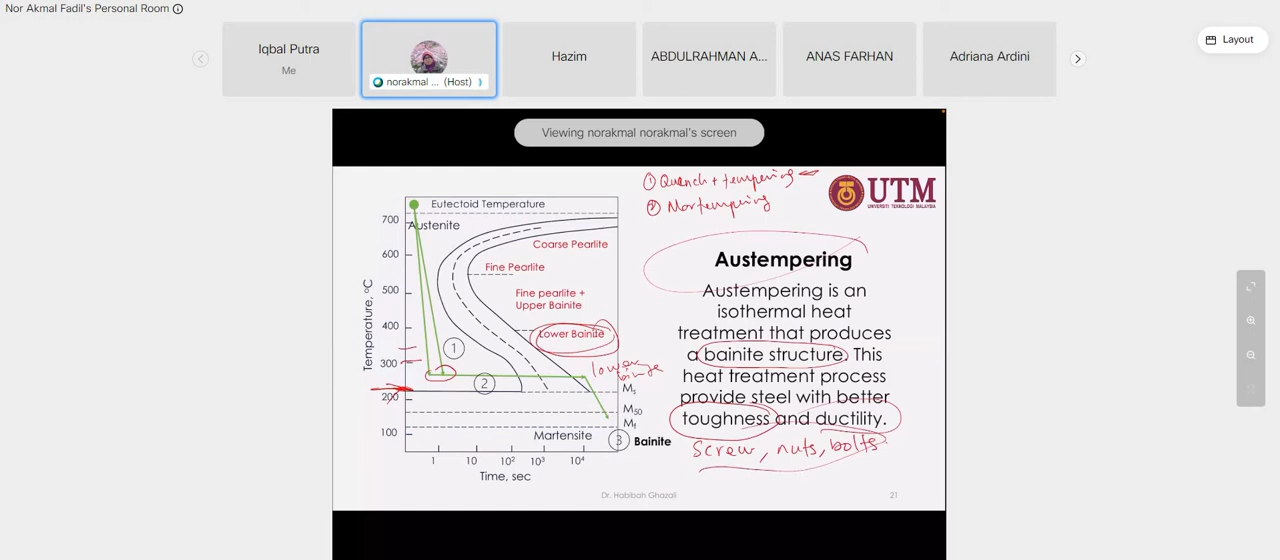 Nor Akmal Fadil's Personal Room
Layout
Iqbal Putra
Me
norakmal ... (Host)
Hazim
ABDULRAHMAN A...
ANAS FARHAN
Adriana Ardini
Viewing norakmal norakmal's screen
① Quench + tempering
② Martempering
UTM
UNIVERSITI TEKNOLOGI MALAYSIA
Eutectoid Temperature
700
Austenite
Coarse Pearlite
600
Fine Pearlite
500
Fine pearlite +
Upper Bainite
400
Lower Bainite
1
300
lower
2
200
Ms
M50
Mf
100
Martensite
3
Bainite
1
10
10²
10³
10⁴
Temperature, °C
Time, sec
Austempering
Austempering is an
isothermal heat
treatment that produces
a bainite structure. This
heat treatment process
provide steel with better
toughness and ductility.
Screw, nuts, bolts
Dr. Habibah Ghazali
21